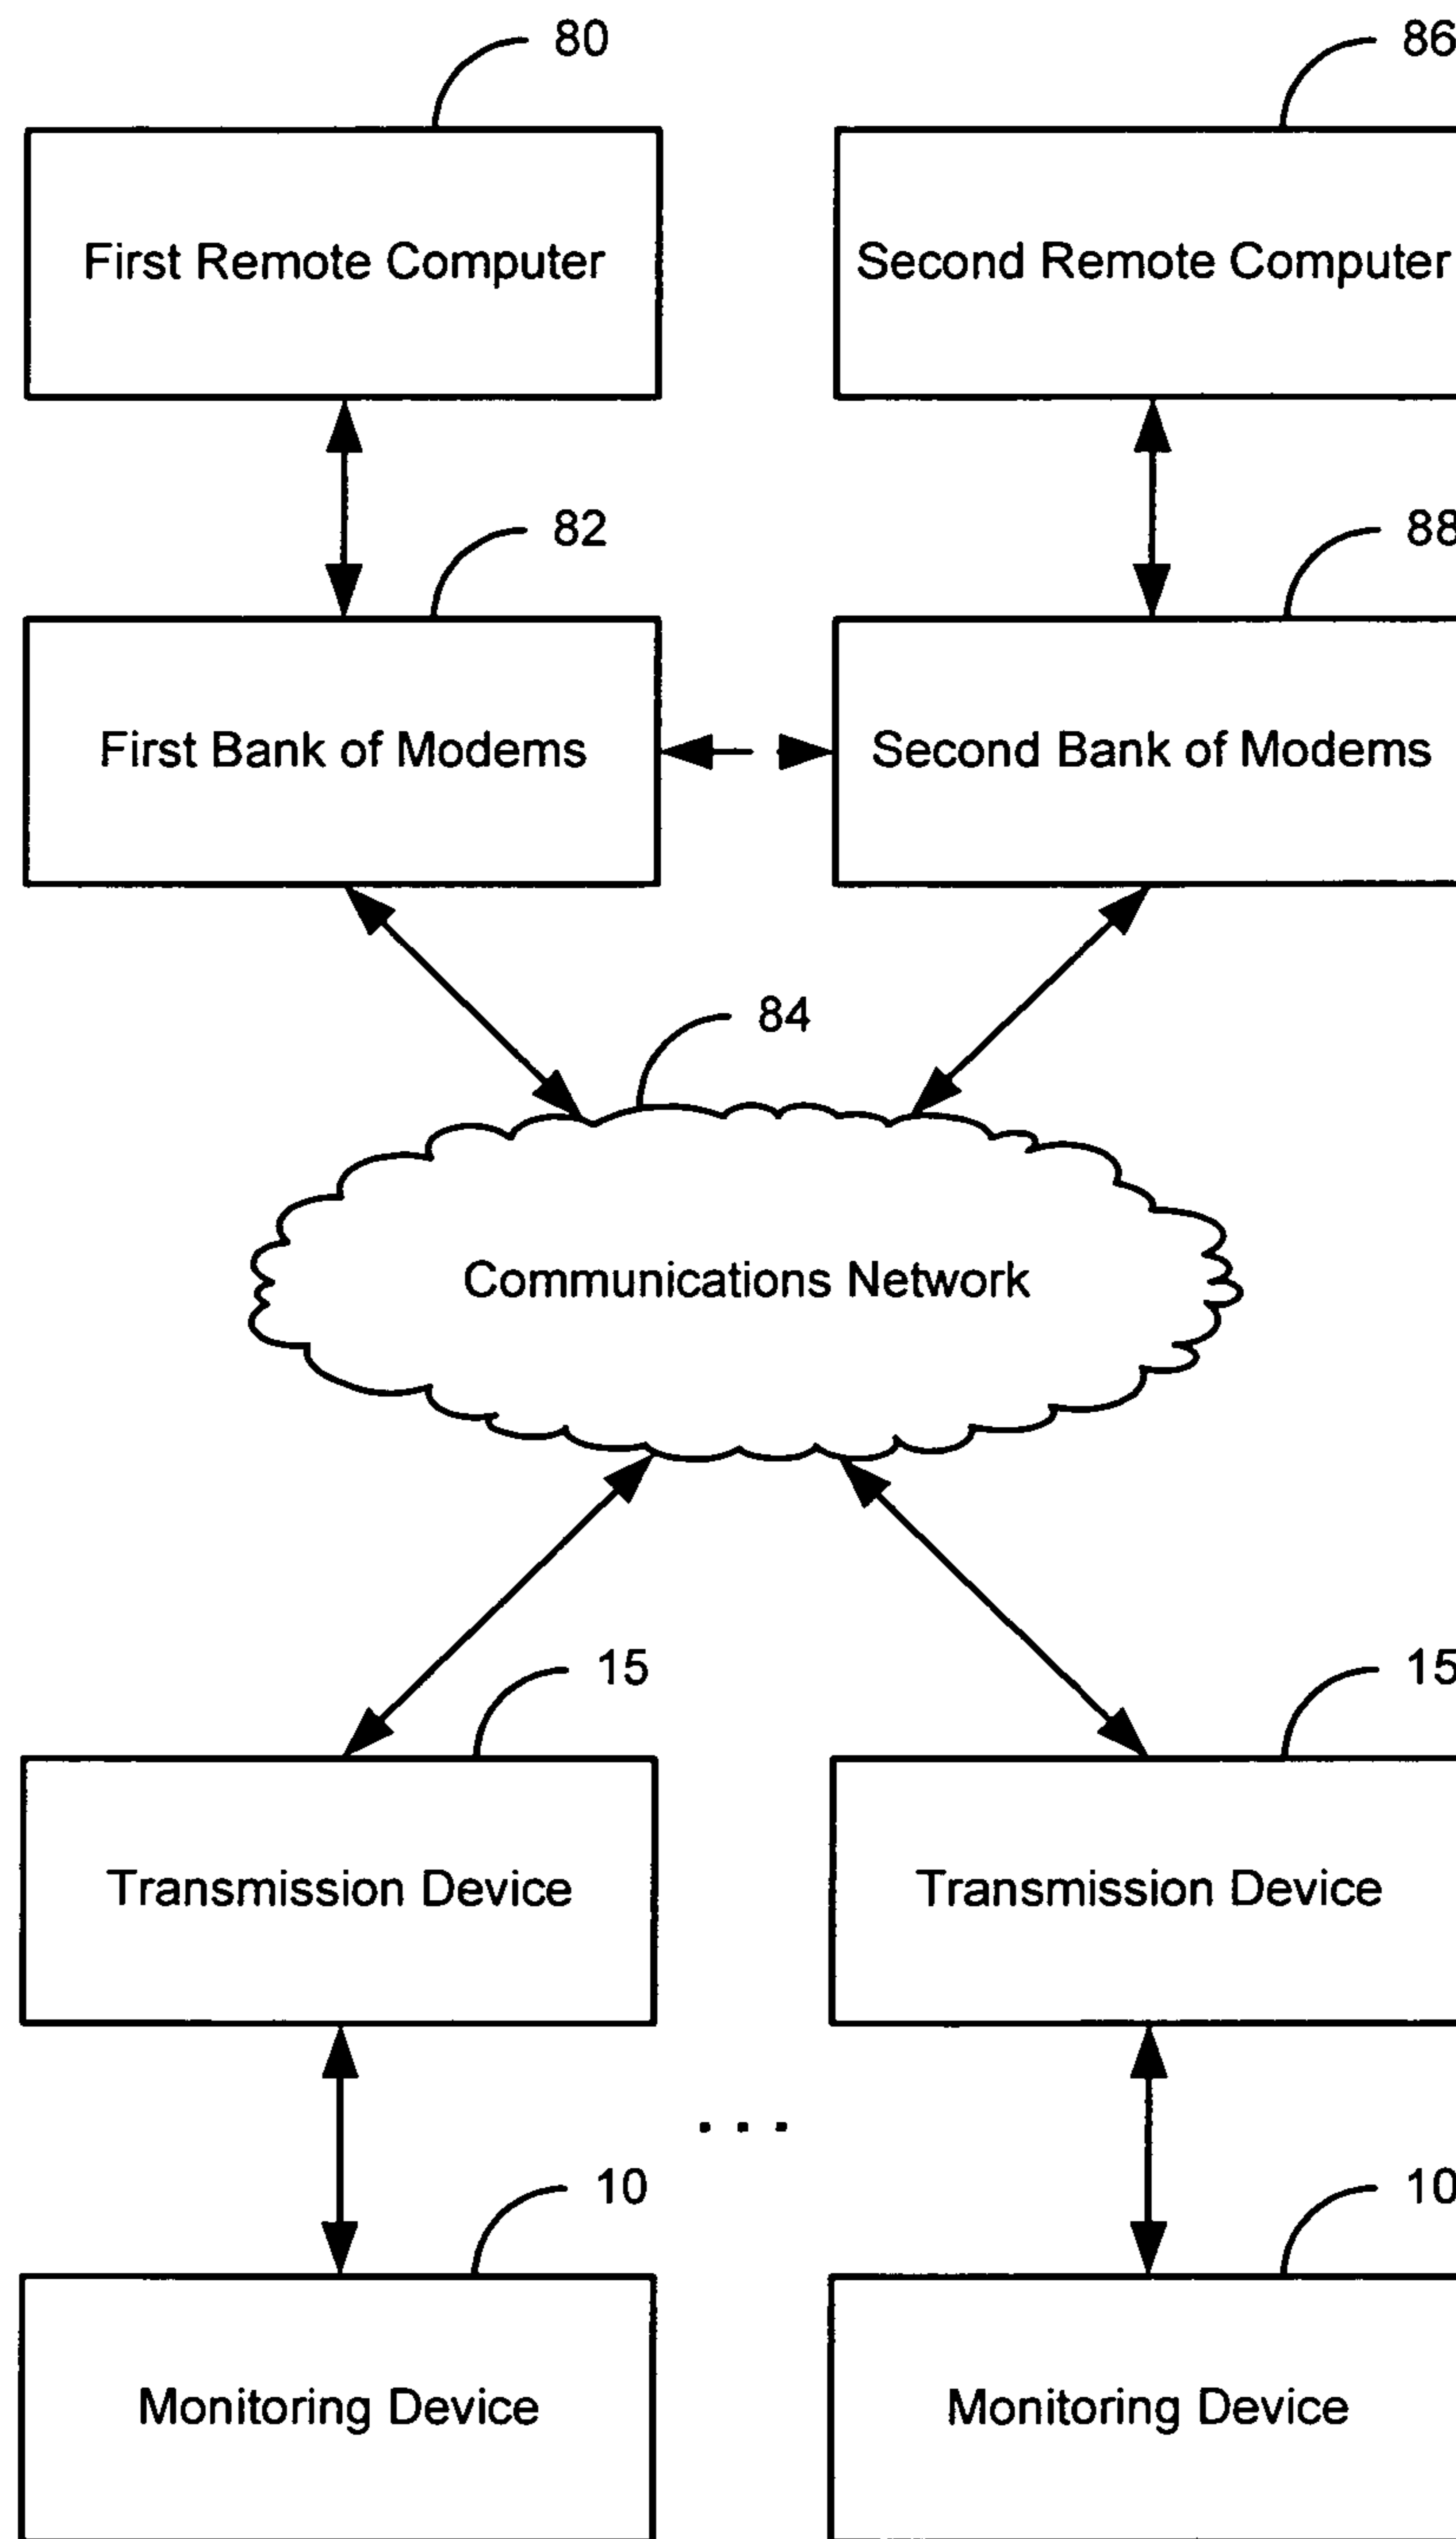 80
86
First Remote Computer
Second Remote Computer
82
88
First Bank of Modems
Second Bank of Modems
84
Communications Network
15
15
Transmission Device
Transmission Device
. . .
10
10
Monitoring Device
Monitoring Device